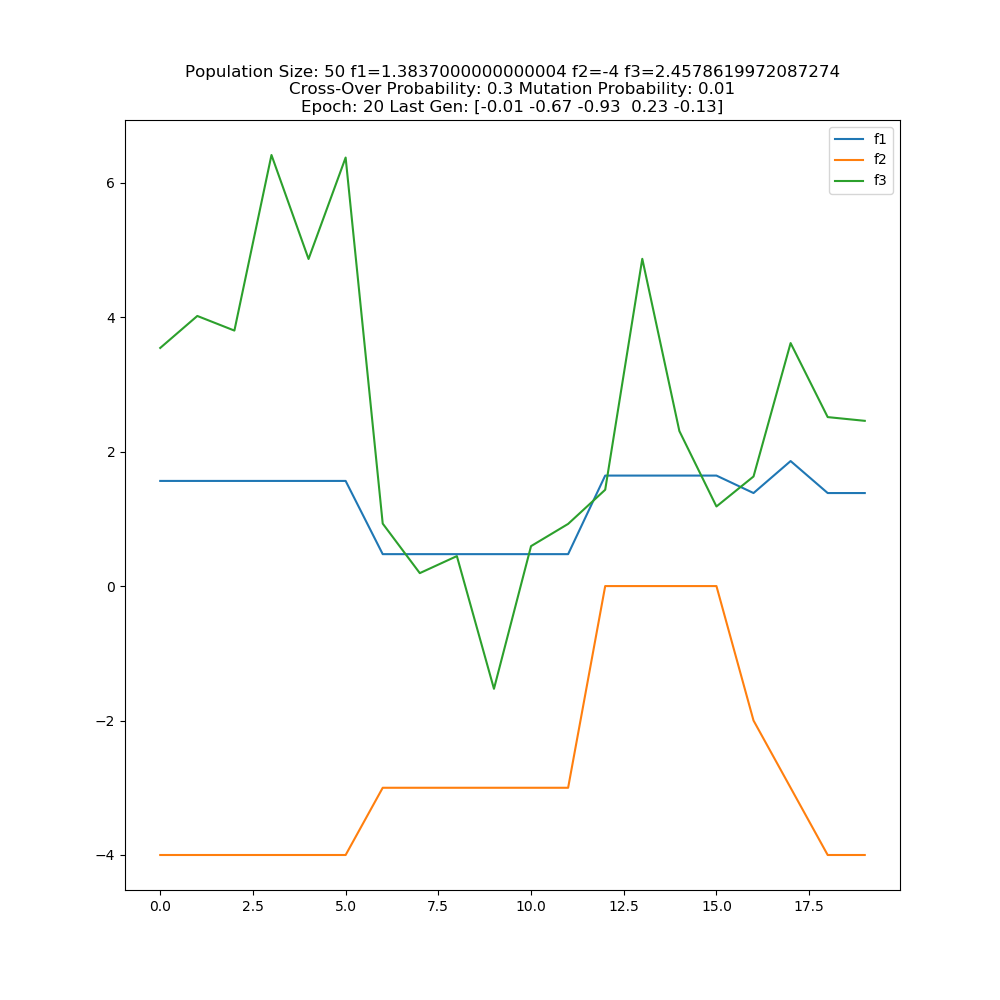 Population Size: 50 f1=1.3837000000000004 f2=-4 f3=2.4578619972087274
Cross-Over Probability: 0.3 Mutation Probability: 0.01
Epoch: 20 Last Gen: [-0.01 -0.67 -0.93  0.23 -0.13]
f1
f2
f3
6
4
2
0
−2
−4
0.0 2.5 5.0 7.5 10.0 12.5 15.0 17.5